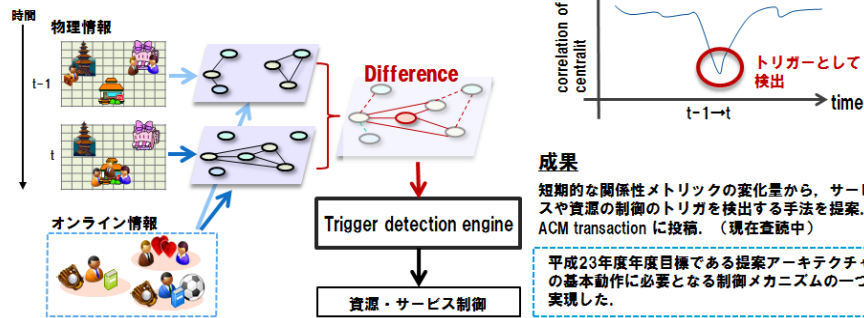 時間
物理情報
t-1
t
オンライン情報
Difference
Trigger detection engine
資源・サービス制御
correlation of
centralit
トリガーとして
検出
t-1→t
time
成果
短期的な関係性メトリックの変化量から，サービ
スや資源の制御のトリガを検出する手法を提案．
ACM transaction に投稿．（現在査読中）
平成23年度年度目標である提案アーキテクチャ
の基本動作に必要となる制御メカニズムの一つ
実現した．